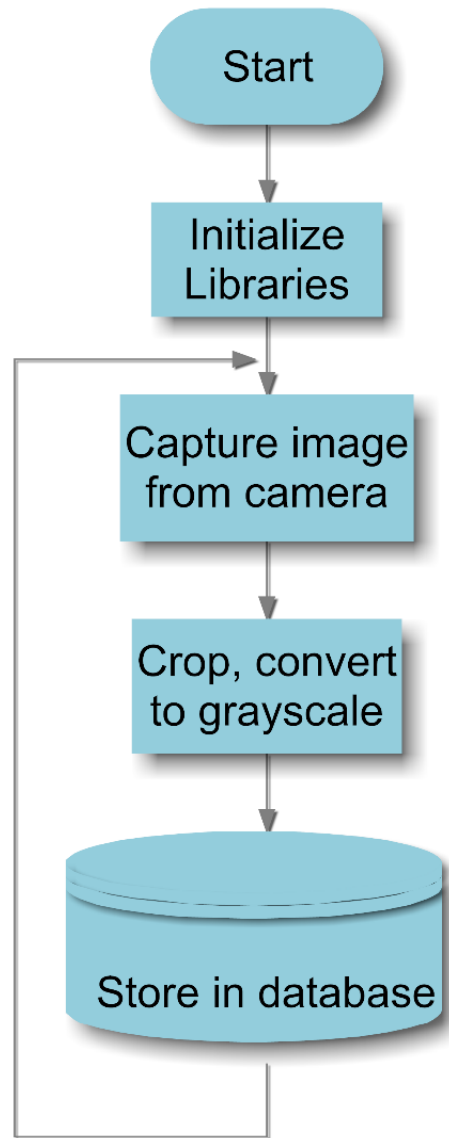 Start
Initialize
Libraries
Capture image
from camera
Crop, convert
to grayscale
Store in database